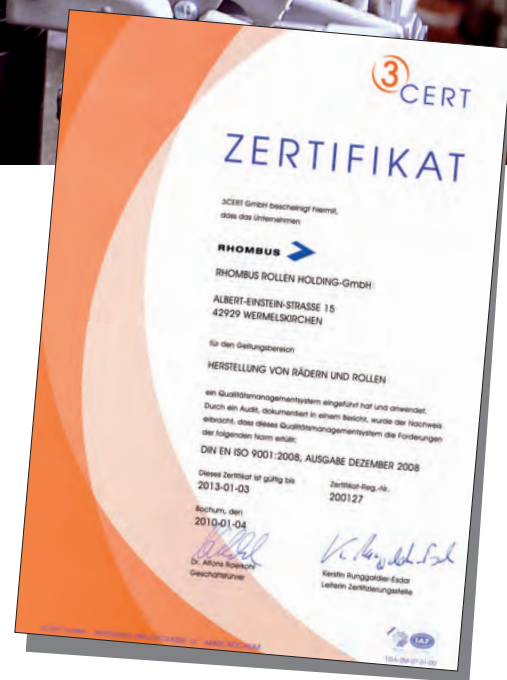 3CERT
ZERTIFIKAT
3CERT GmbH bescheinigt hiermit,
dass das Unternehmen
RHOMBUS
RHOMBUS ROLLEN HOLDING-GmbH
ALBERT-EINSTEIN-STRASSE 15
42929 WERMELSKIRCHEN
für den Geltungsbereich
HERSTELLUNG VON RÄDERN UND ROLLEN
ein Qualitätsmanagementsystem eingeführt hat und anwendet.
Durch ein Audit, dokumentiert in einem Bericht, wurde der Nachweis
erbracht, dass dieses Qualitätsmanagementsystem die Forderungen
der folgenden Norm erfüllt:
DIN EN ISO 9001:2008, AUSGABE DEZEMBER 2008
Dieses Zertifikat ist gültig bis
2013-01-03
Zertifikat-Reg.-Nr.
200127
Bochum, den
2010-01-04
Dr. Alfons
Geschäftsführer
Kerstin Runggaldier-Esdar
Leiterin Zertifizierungsstelle
IAF